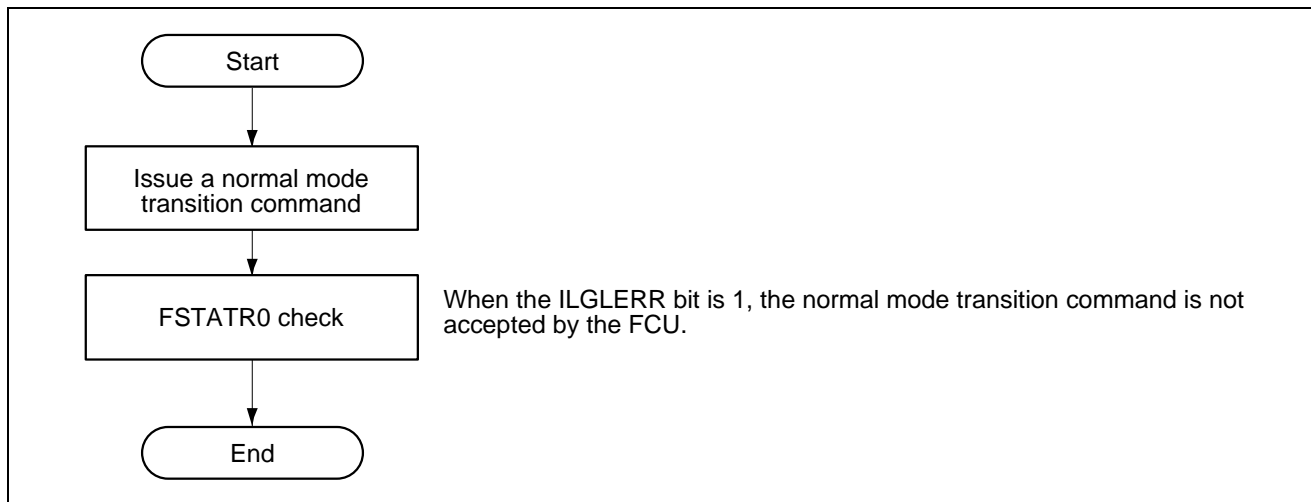 Start
Issue a normal mode
transition command
FSTATR0 check
When the ILGLERR bit is 1, the normal mode transition command is not
accepted by the FCU.
End